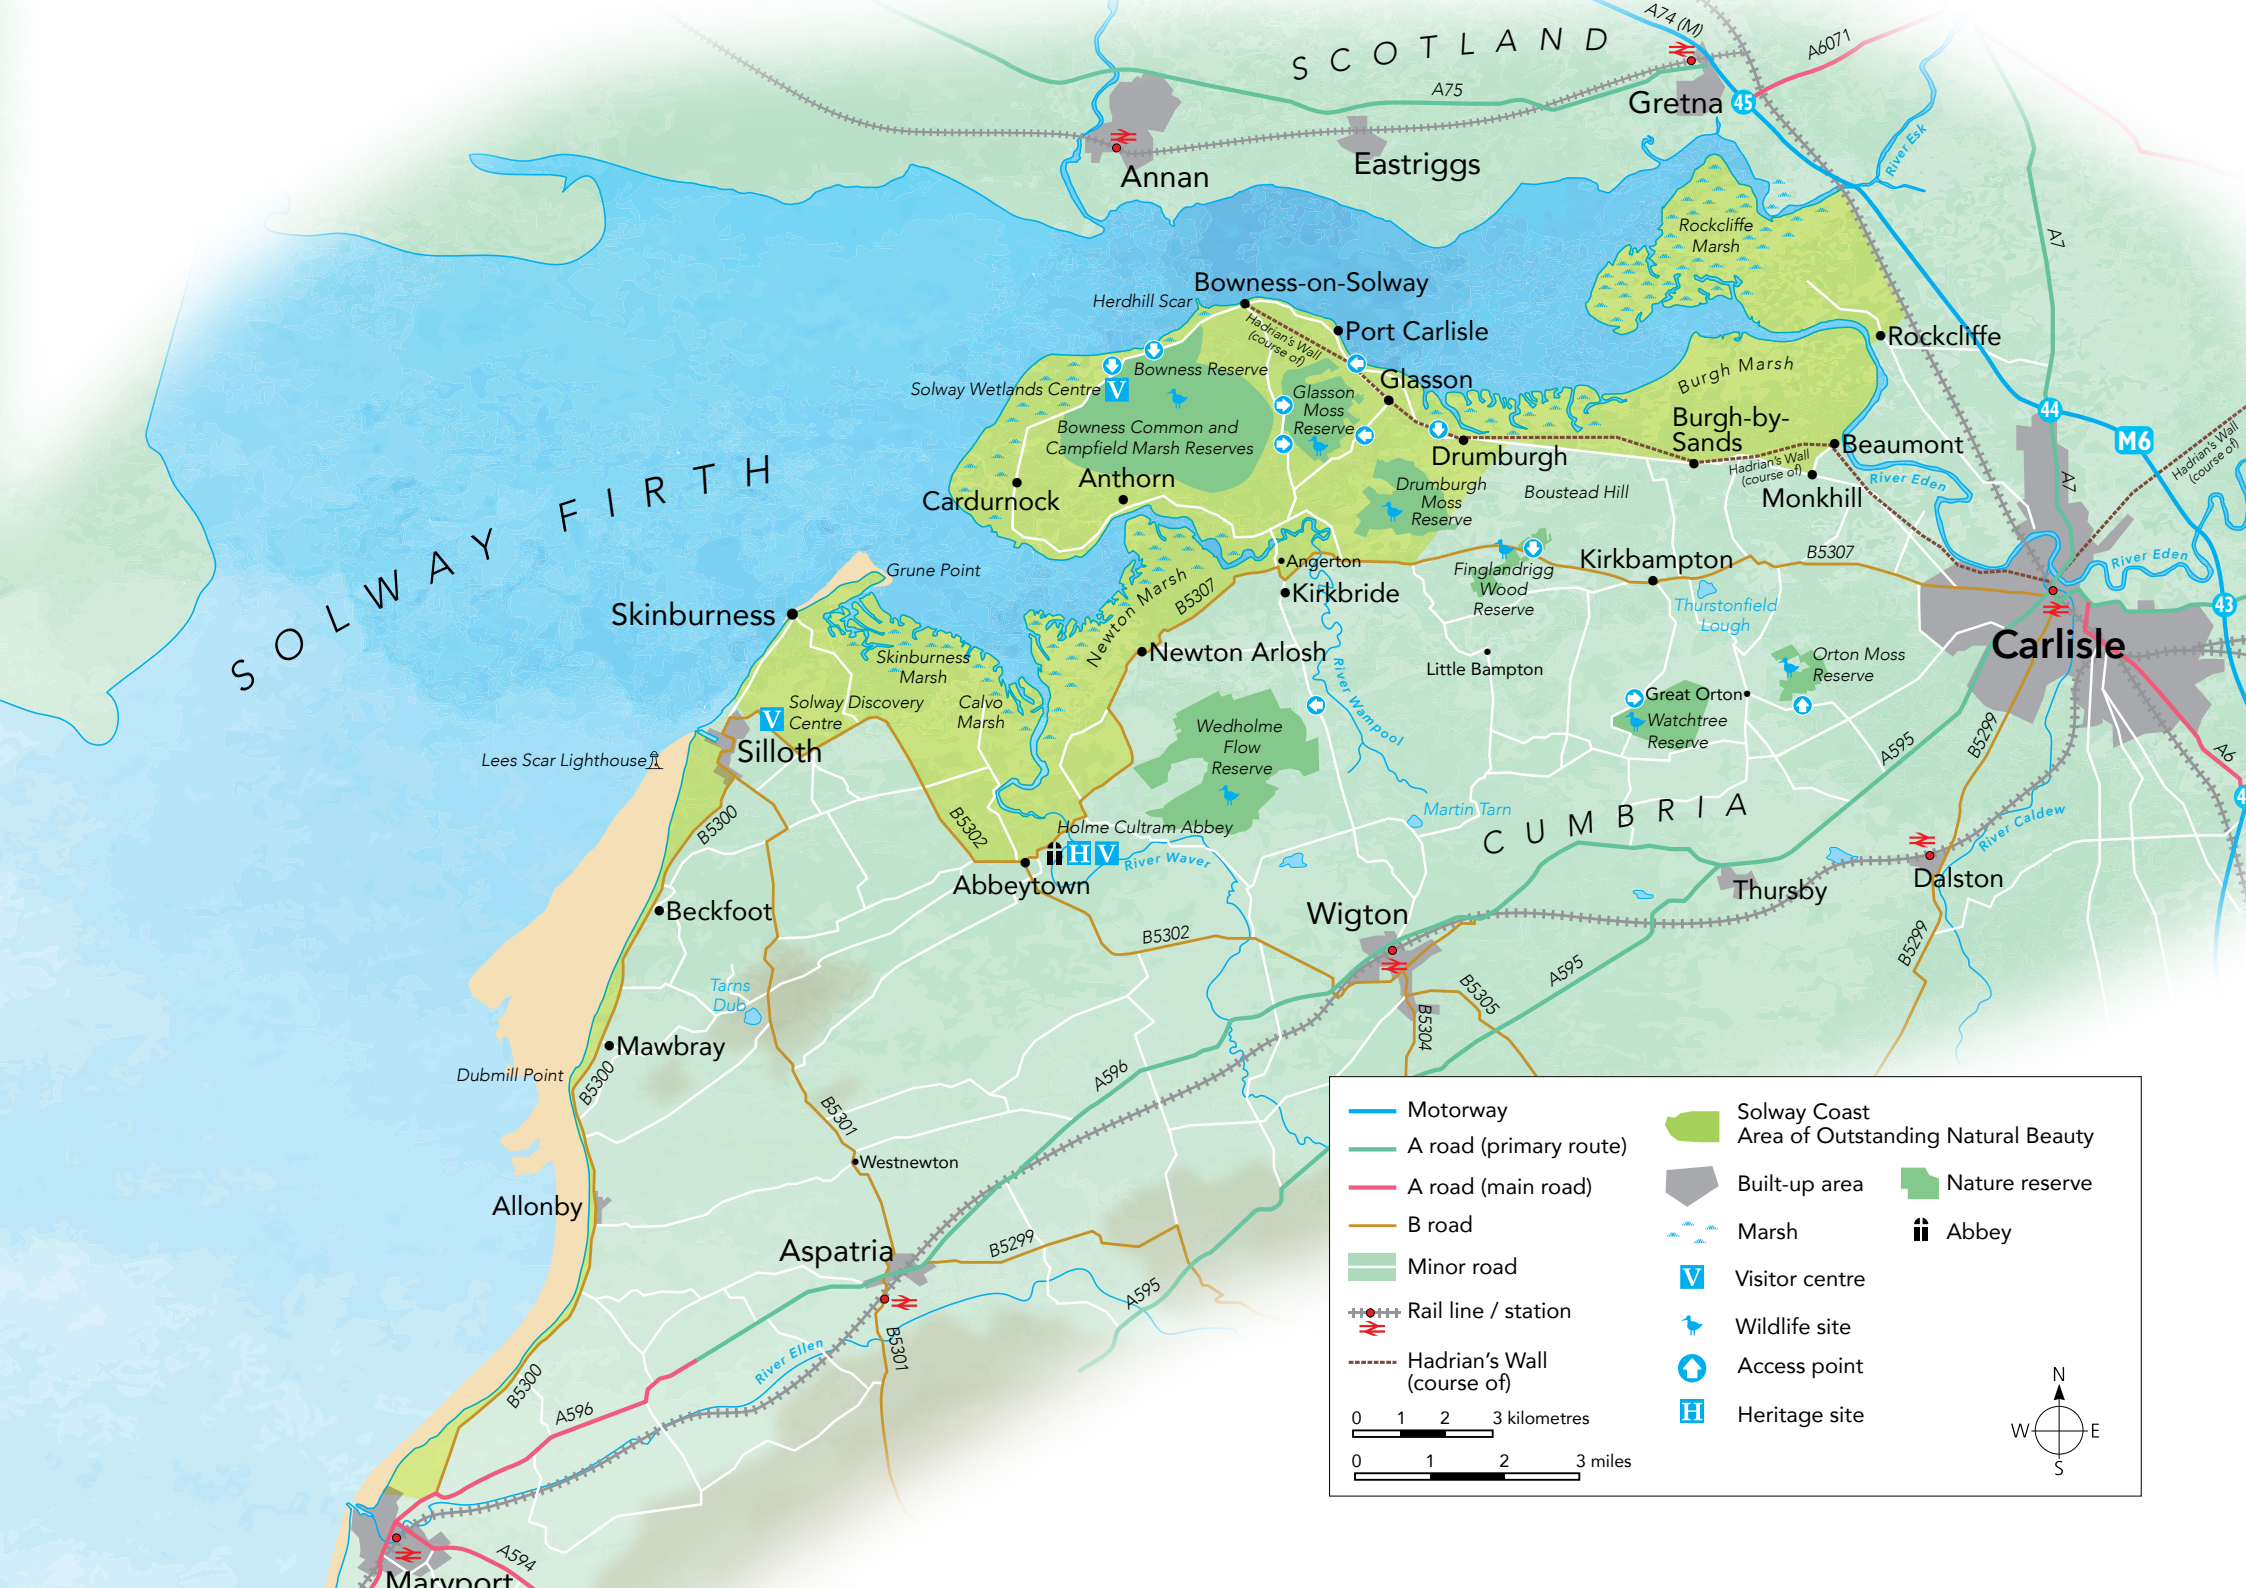 SCOTLAND
A74 (M)
A6071
A75
Gretna
45
River Esk
Annan
Eastriggs
A7
Rockcliffe
Marsh
Bowness-on-Solway
Herdhill Scar
Hadrian's Wall
(course of)
Port Carlisle
Rockcliffe
Bowness Reserve
Solway Wetlands Centre
V
Glasson
Burgh Marsh
Glasson
Moss
Reserve
Bowness Common and
Campfield Marsh Reserves
Burgh-by-
Sands
44
M6
Hadrian's Wall
(course of)
Drumburgh
Beaumont
Hadrian's Wall
(course of)
Anthorn
Cardurnock
Drumburgh
Moss
Reserve
Boustead Hill
Monkhill
River Eden
A7
SOLWAY FIRTH
Grune Point
Angerton
Kirkbride
Finglandrigg
Wood
Reserve
Kirkbampton
B5307
River Eden
Thurstonfield
Lough
43
Skinburness
Newton Marsh
B5307
Newton Arlosh
Skinburness
Marsh
River Wampool
Little Bampton
Orton Moss
Reserve
Carlisle
Great Orton
Watchtree
Reserve
Solway Discovery
Centre
V
Calvo
Marsh
Silloth
Lees Scar Lighthouse
Wedholme
Flow
Reserve
A595
B5299
A6
4
B5300
B5302
Martin Tarn
CUMBRIA
River Caldew
Holme Cultram Abbey
H V
River Waver
Abbeytown
Thursby
Dalston
Beckfoot
Wigton
B5302
B5299
Tarns
Dub
A595
B5305
B5304
Mawbray
Dubmill Point
B5300
A596
B5301
Westnewton
Allonby
Aspatria
B5299
A595
River Ellen
B5301
B5300
A596
A594
Maryport
Motorway
A road (primary route)
A road (main road)
B road
Minor road
Rail line / station
Hadrian's Wall
(course of)
0 1 2 3 kilometres
0 1 2 3 miles
Solway Coast
Area of Outstanding Natural Beauty
Built-up area
Nature reserve
Marsh
Abbey
V
Visitor centre
Wildlife site
Access point
H
Heritage site
N
W E
S